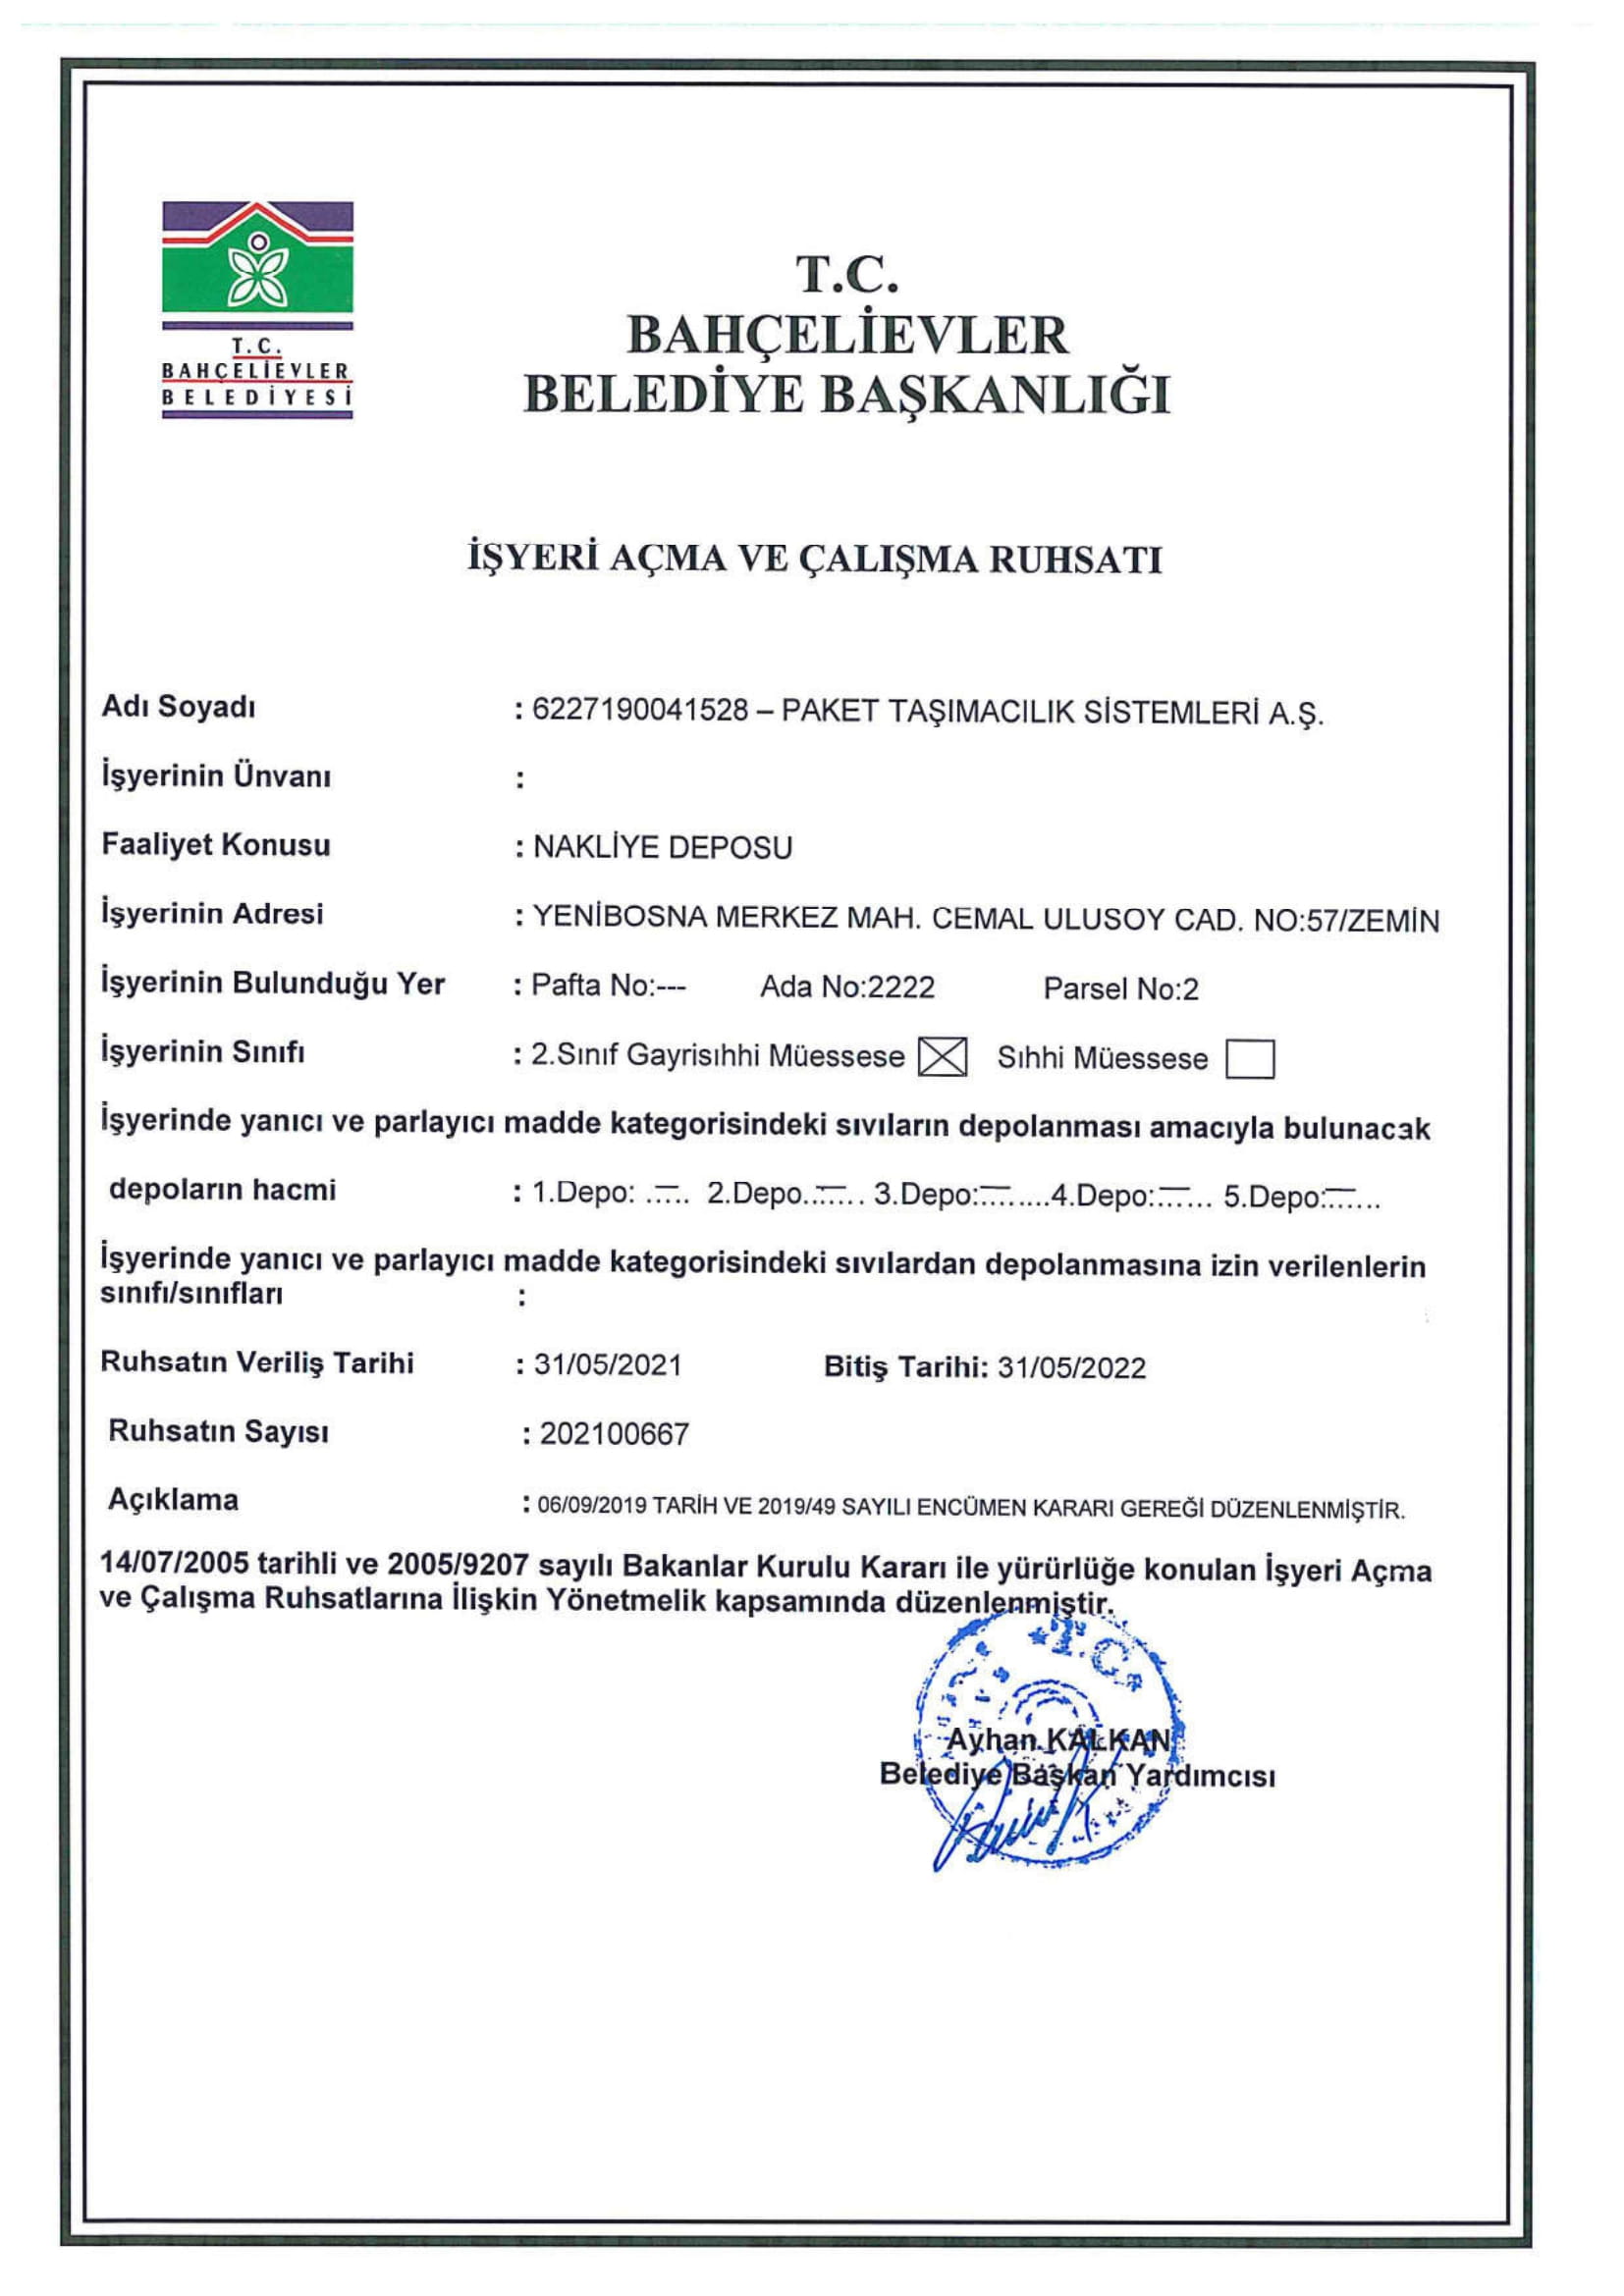 T.C.
BAHÇELİEVLER
BELEDİYESİ
T.C.
BAHÇELİEVLER
BELEDİYE BAŞKANLIĞI
İŞYERİ AÇMA VE ÇALIŞMA RUHSATI
Adı Soyadı : 6227190041528 – PAKET TAŞIMACILIK SİSTEMLERİ A.Ş.
İşyerinin Ünvanı :
Faaliyet Konusu : NAKLİYE DEPOSU
İşyerinin Adresi : YENİBOSNA MERKEZ MAH. CEMAL ULUSOY CAD. NO:57/ZEMİN
İşyerinin Bulunduğu Yer : Pafta No:--- Ada No:2222 Parsel No:2
İşyerinin Sınıfı : 2.Sınıf Gayrisıhhi Müessese ☒ Sıhhi Müessese ☐
İşyerinde yanıcı ve parlayıcı madde kategorisindeki sıvıların depolanması amacıyla bulunacak
depoların hacmi : 1.Depo: ..... 2.Depo....... 3.Depo:.........4.Depo:....... 5.Depo:.......
İşyerinde yanıcı ve parlayıcı madde kategorisindeki sıvılardan depolanmasına izin verilenlerin
sınıfı/sınıfları :
Ruhsatın Veriliş Tarihi : 31/05/2021 Bitiş Tarihi: 31/05/2022
Ruhsatın Sayısı : 202100667
Açıklama : 06/09/2019 TARİH VE 2019/49 SAYILI ENCÜMEN KARARI GEREĞİ DÜZENLENMİŞTİR.
14/07/2005 tarihli ve 2005/9207 sayılı Bakanlar Kurulu Kararı ile yürürlüğe konulan İşyeri Açma
ve Çalışma Ruhsatlarına İlişkin Yönetmelik kapsamında düzenlenmiştir.
T.C.
Ayhan KALKAN
Belediye Başkan Yardımcısı